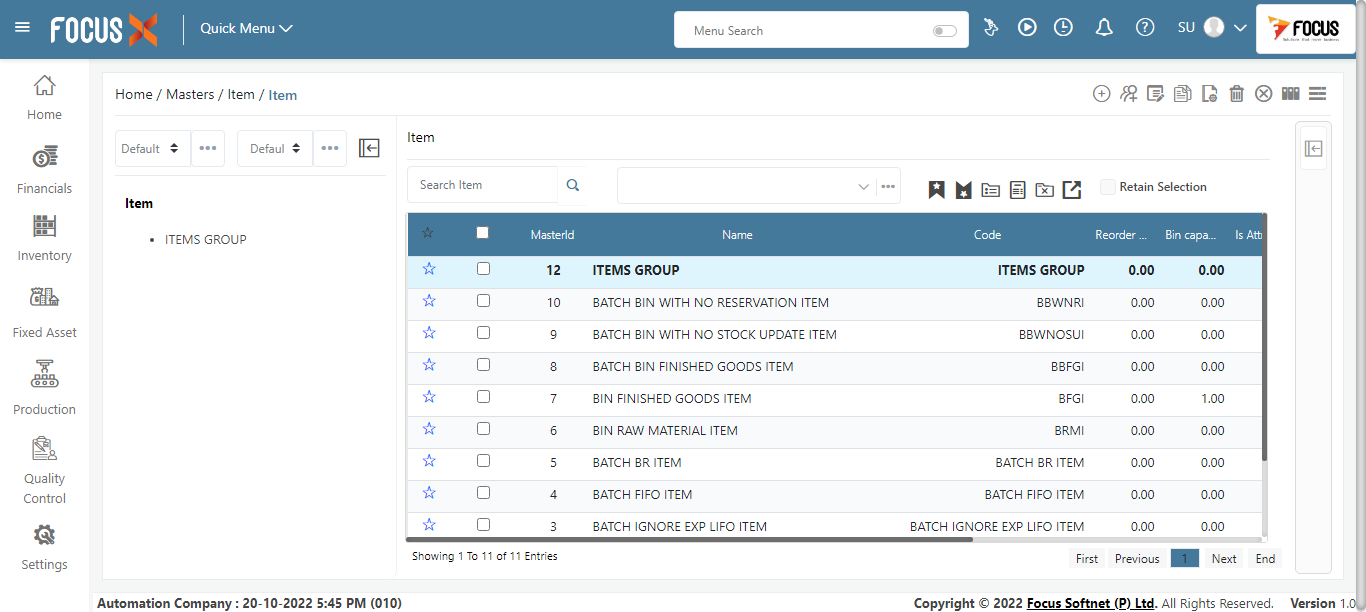 FOCUS X
Quick Menu
Menu Search
SU
FOCUS
Home
Financials
Inventory
Fixed Asset
Production
Quality
Control
Settings
Home / Masters / Item / Item
Default
Defaul
Item
ITEMS GROUP
Item
Search Item
Retain Selection
MasterId Name Code Reorder ... Bin capa... Is Att
12 ITEMS GROUP ITEMS GROUP 0.00 0.00
10 BATCH BIN WITH NO RESERVATION ITEM BBWNRI 0.00 0.00
9 BATCH BIN WITH NO STOCK UPDATE ITEM BBWNOSUI 0.00 0.00
8 BATCH BIN FINISHED GOODS ITEM BBFGI 0.00 0.00
7 BIN FINISHED GOODS ITEM BFGI 0.00 1.00
6 BIN RAW MATERIAL ITEM BRMI 0.00 0.00
5 BATCH BR ITEM BATCH BR ITEM 0.00 0.00
4 BATCH FIFO ITEM BATCH FIFO ITEM 0.00 0.00
3 BATCH IGNORE EXP LIFO ITEM BATCH IGNORE EXP LIFO ITEM 0.00 0.00
Showing 1 To 11 of 11 Entries
First Previous 1 Next End
Automation Company : 20-10-2022 5:45 PM (010)
Copyright © 2022 Focus Softnet (P) Ltd. All Rights Reserved. Version 1.0